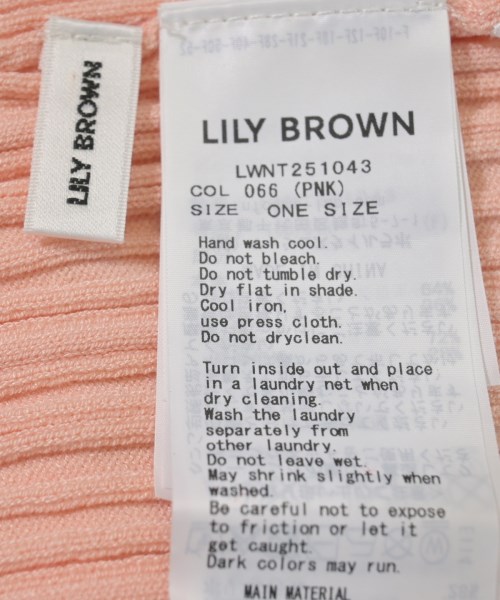 LILY BROWN
LILY BROWN
LWNT251043
COL 066 (PNK)
SIZE ONE SIZE
Hand wash cool.
Do not bleach.
Do not tumble dry.
Dry flat in shade.
Cool iron,
use press cloth.
Do not dryclean.
Turn inside out and place
in a laundry net when
dry cleaning.
Wash the laundry
separately from
other laundry.
Do not leave wet.
May shrink slightly when
washed.
Be careful not to expose
to friction or let it
get caught.
Dark colors may run.
MAIN MATERIAL